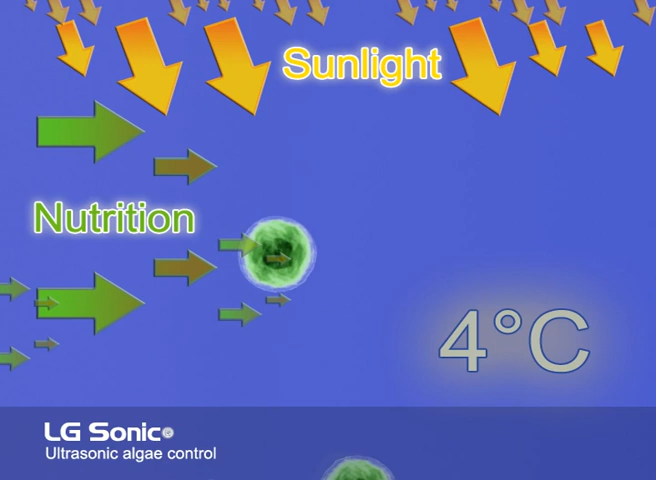 Sunlight
Nutrition
4°C
LG Sonic
Ultrasonic algae control